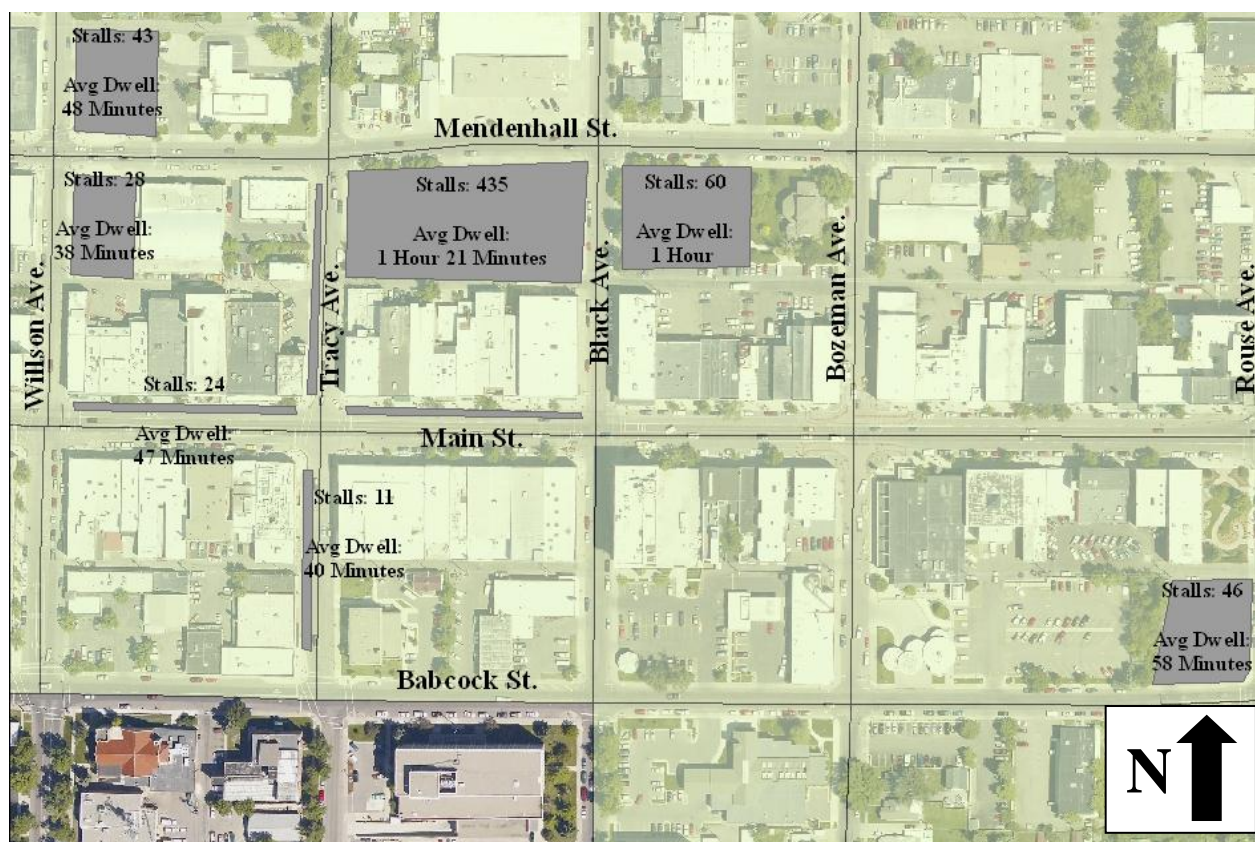 Stalls: 43
Avg Dwell:
48 Minutes
Mendenhall St.
Stalls: 28
Avg Dwell:
38 Minutes
Stalls: 435
Avg Dwell:
1 Hour 21 Minutes
Stalls: 60
Avg Dwell:
1 Hour
Willson Ave.
Tracy Ave.
Black Ave.
Bozeman Ave.
Rouse Ave.
Stalls: 24
Avg Dwell:
47 Minutes
Main St.
Stalls: 11
Avg Dwell:
40 Minutes
Stalls: 46
Avg Dwell:
58 Minutes
Babcock St.
N